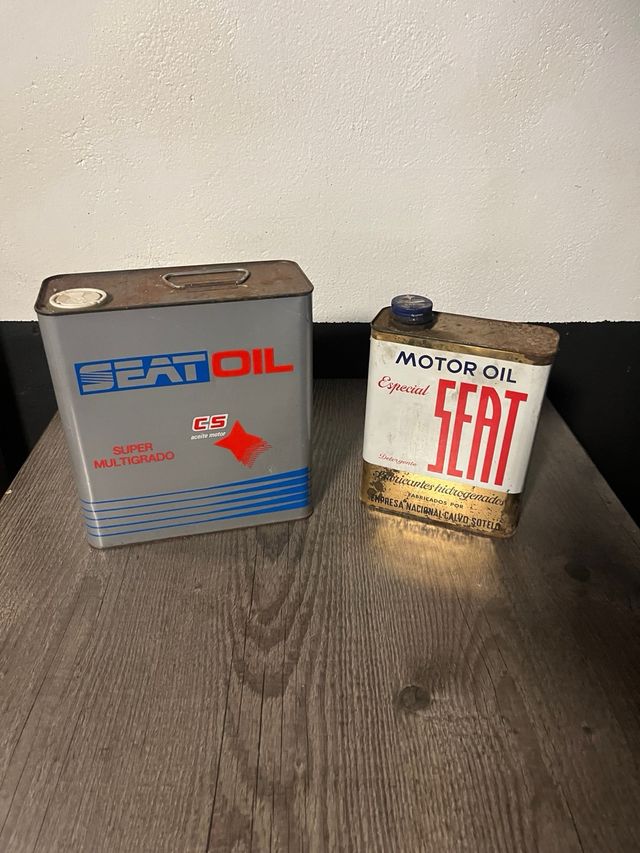 SEAT OIL
CS
aceite motor
SUPER
MULTIGRADO
MOTOR OIL
Especial
SEAT
Detergente
Lubricantes hidrogenados
FABRICADOS POR
EMPRESA NACIONAL CALVO SOTELO